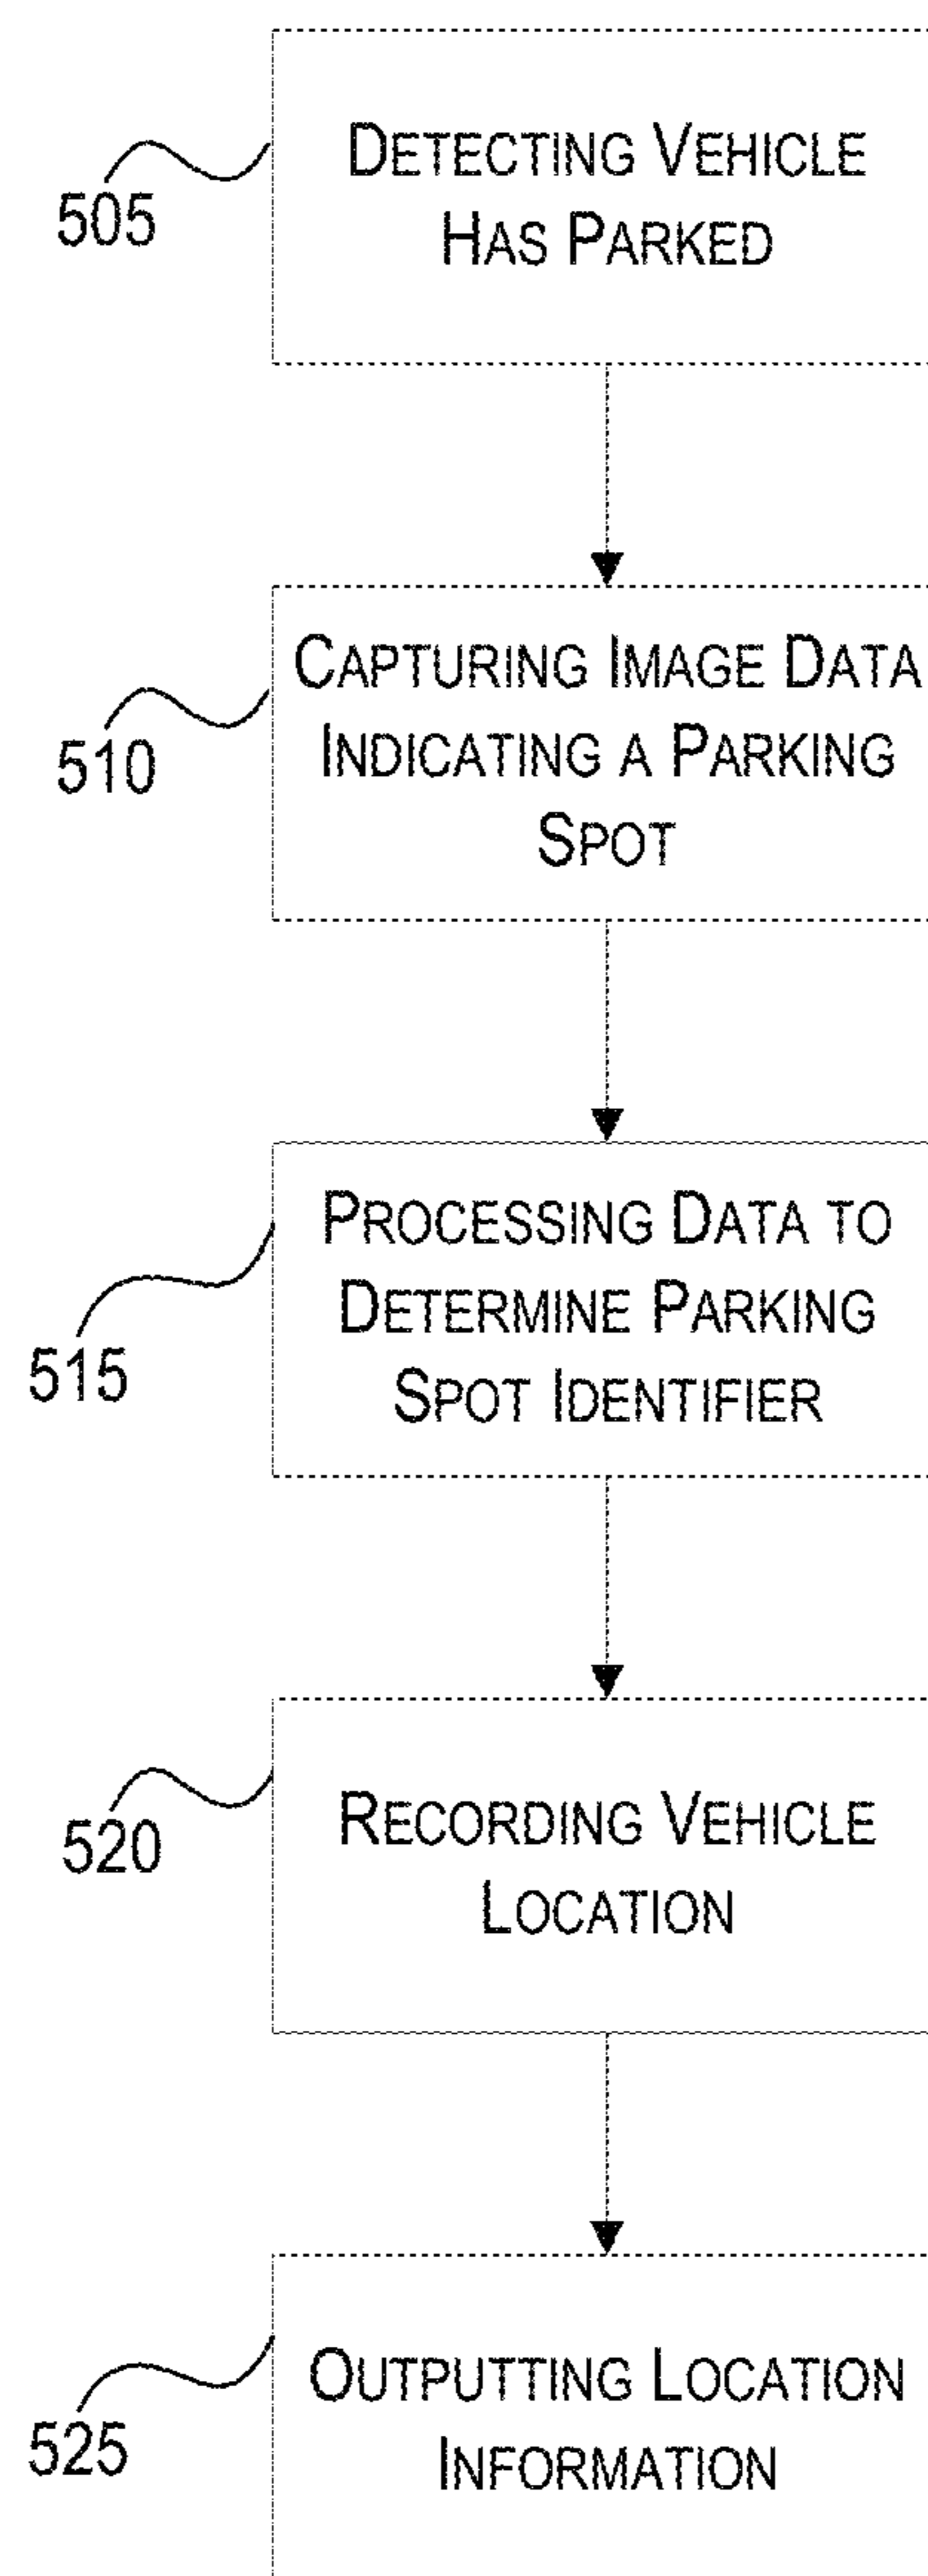 DETECTING VEHICLE
HAS PARKED
505
CAPTURING IMAGE DATA
INDICATING A PARKING
SPOT
510
PROCESSING DATA TO
DETERMINE PARKING
SPOT IDENTIFIER
515
RECORDING VEHICLE
LOCATION
520
OUTPUTTING LOCATION
INFORMATION
525